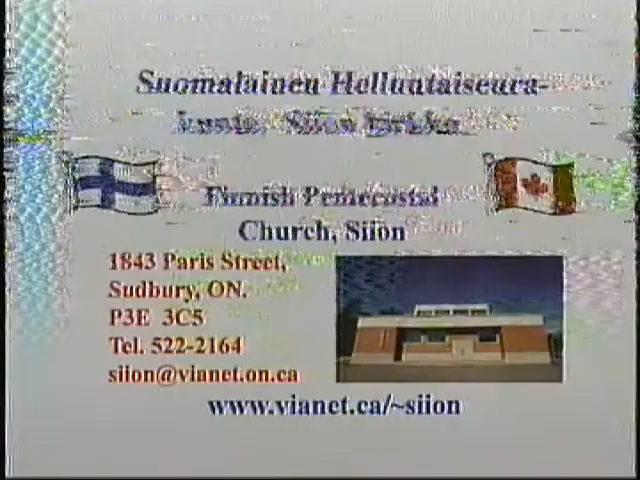 Suomalainen Helluntaiseura-
kunta, Siion
Finnish Pentecostal
Church, Siion
1843 Paris Street,
Sudbury, ON.
P3E 3C5
Tel. 522-2164
siion@vianet.on.ca
www.vianet.ca/~siion